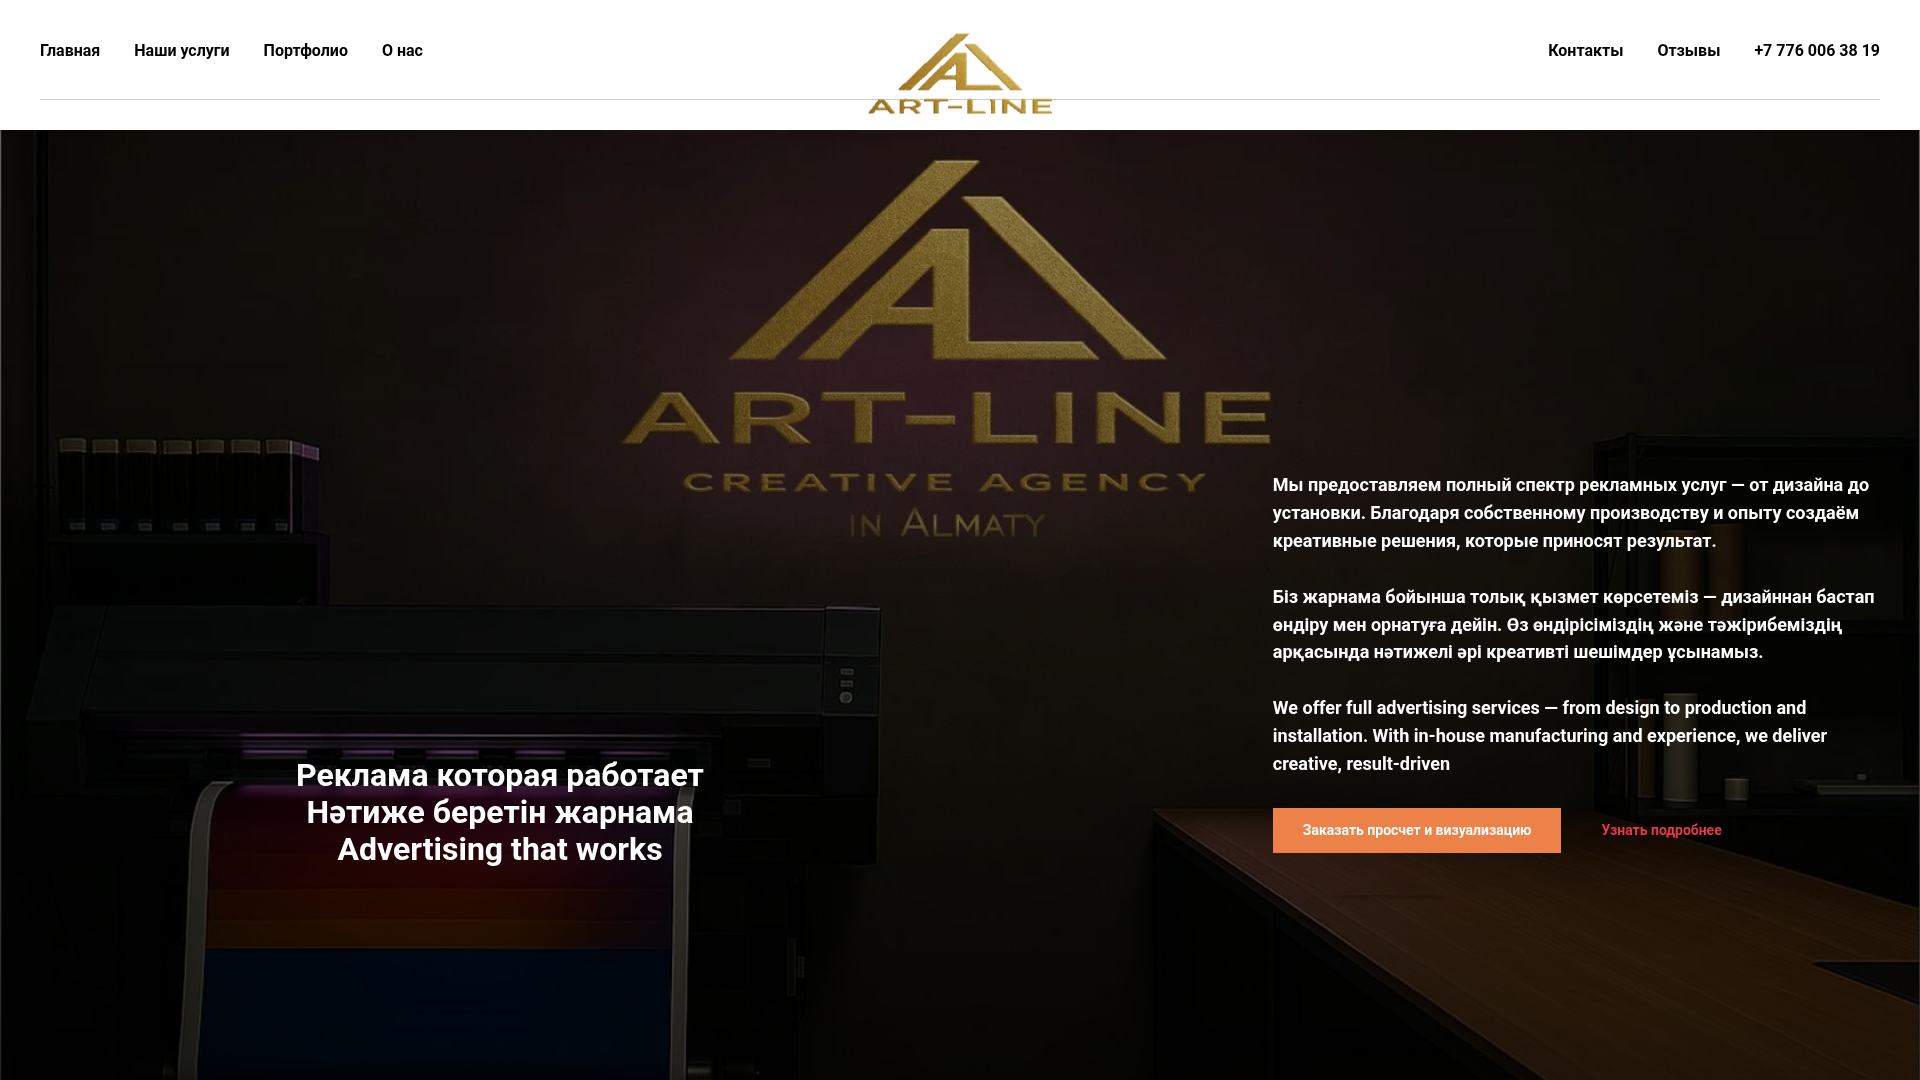 Главная
Наши услуги
Портфолио
О нас
ART-LINE
Контакты
Отзывы
+7 776 006 38 19
ART-LINE
CREATIVE AGENCY
IN ALMATY
Мы предоставляем полный спектр рекламных услуг — от дизайна до
установки. Благодаря собственному производству и опыту создаём
креативные решения, которые приносят результат.
Біз жарнама бойынша толық қызмет көрсетеміз — дизайннан бастап
өндіру мен орнатуға дейін. Өз өндірісіміздің және тәжірибеміздің
арқасында нәтижелі әрі креативті шешімдер ұсынамыз.
We offer full advertising services — from design to production and
installation. With in-house manufacturing and experience, we deliver
creative, result-driven
Реклама которая работает
Нәтиже беретін жарнама
Advertising that works
Заказать просчет и визуализацию
Узнать подробнее